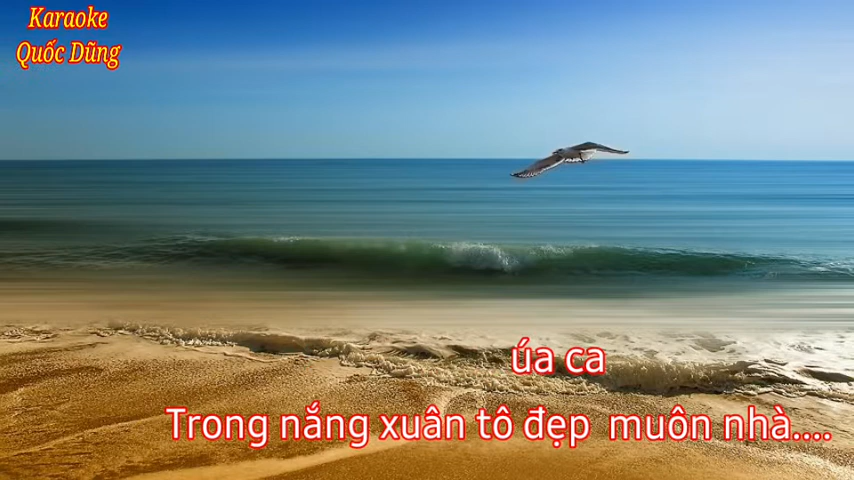 Karaoke
Quốc Dũng
úa ca
Trong nắng xuân tô đẹp muôn nhà....